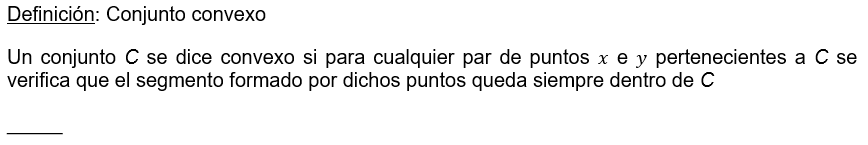 Definición: Conjunto convexo
Un conjunto C se dice convexo si para cualquier par de puntos x e y pertenecientes a C se
verifica que el segmento formado por dichos puntos queda siempre dentro de C